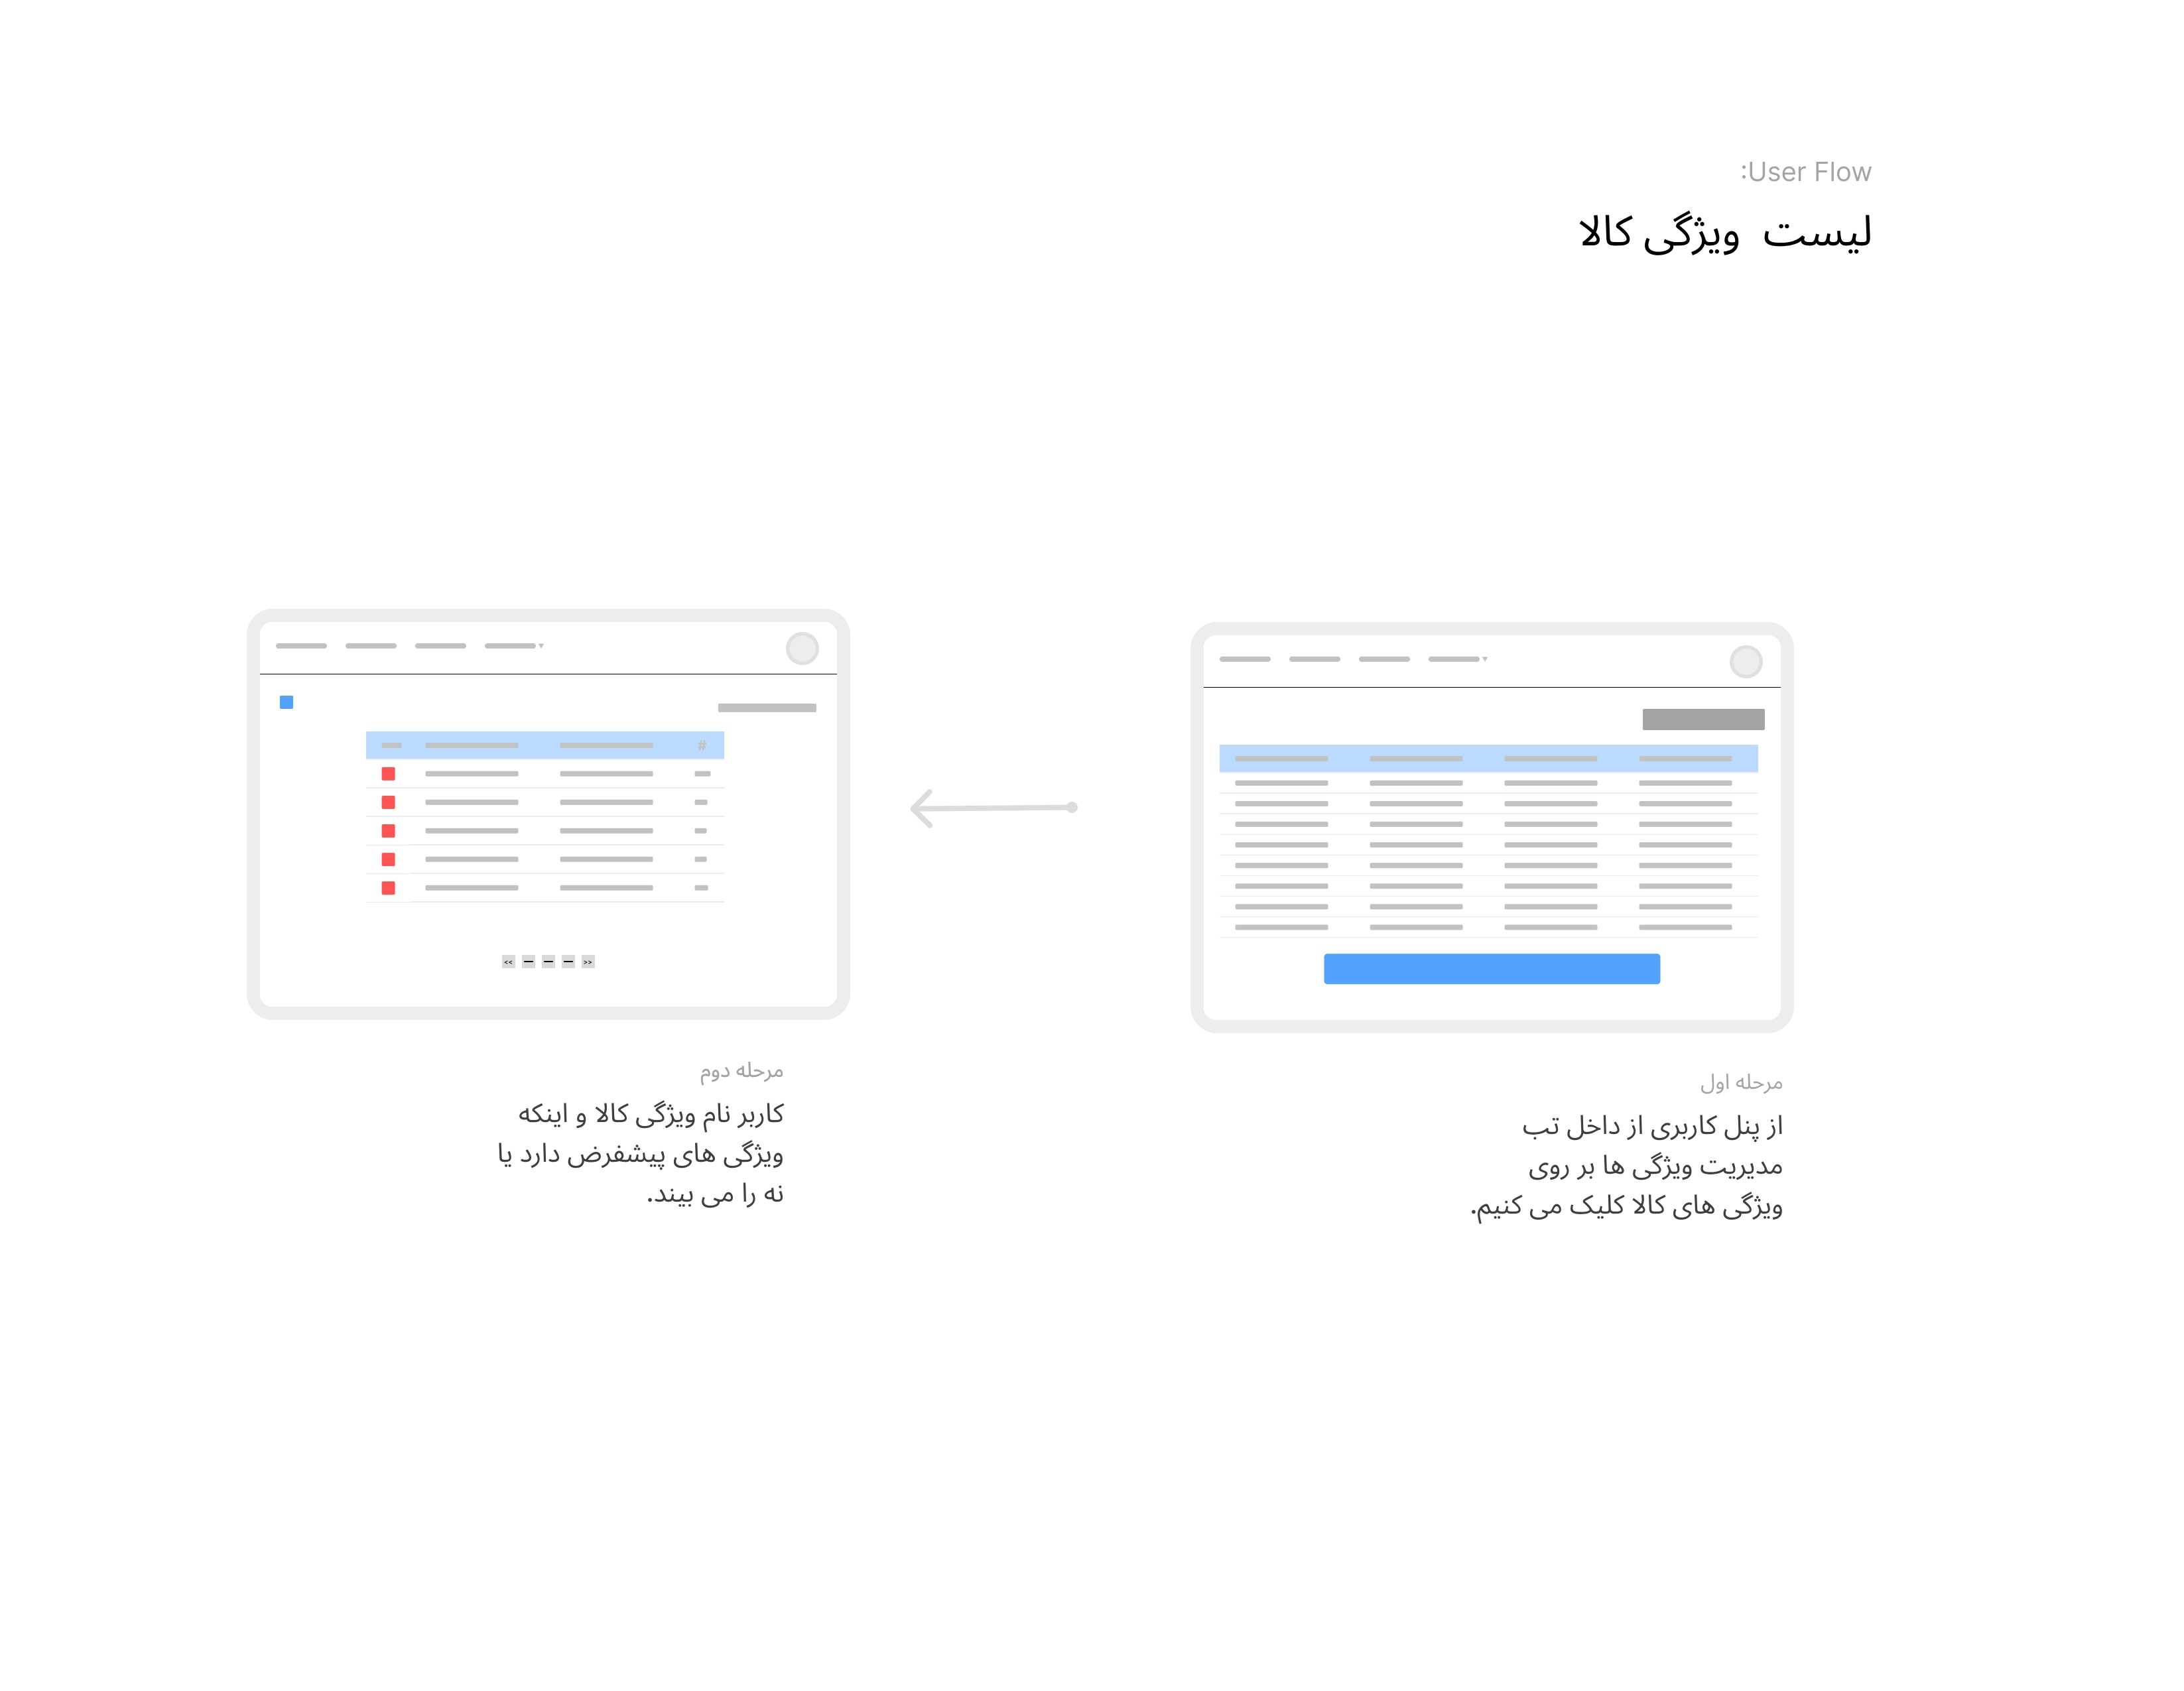 User Flow:
لیست ویژگی کالا
مرحله اول
از پنل کاربری از داخل تب
مدیریت ویژگی ها بر روی
ویژگی های کالا کلیک می کنیم.
#
<< >>
مرحله دوم
کاربر نام ویژگی کالا و اینکه
ویژگی های پیشفرض دارد یا
نه را می بیند.